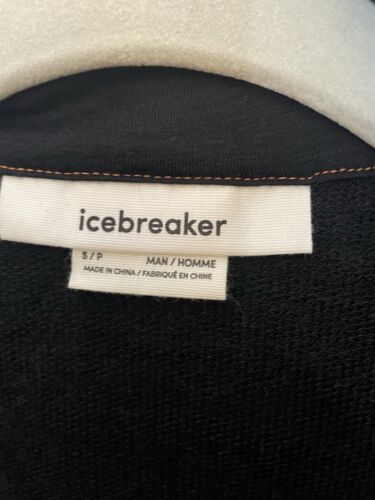 icebreaker
S / P MAN / HOMME
MADE IN CHINA / FABRIQUÉ EN CHINE